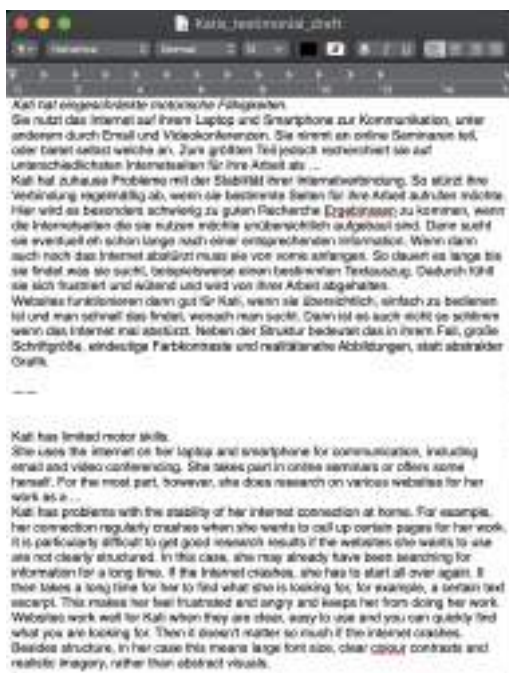 Katis_testimonial_draft
Kati hat eingeschränkte motorische Fähigkeiten.
Sie nutzt das Internet auf ihrem Laptop und Smartphone zur Kommunikation, unter
anderem durch Email und Videokonferenzen. Sie nimmt an online Seminaren teil,
oder bietet selbst welche an. Zum größten Teil jedoch recherchiert sie auf
unterschiedlichsten Internetseiten für ihre Arbeit als ...
Kati hat zuhause Probleme mit der Stabilität ihrer Internetverbindung. So stürzt ihre
Verbindung regelmäßig ab, wenn sie bestimmte Seiten für ihre Arbeit aufrufen möchte.
Hier wird es besonders schwierig zu guten Recherche Ergebnissen zu kommen, wenn
die Internetseiten die sie nutzen möchte unübersichtlich aufgebaut sind. Dann sucht
sie eventuell eh schon lange nach einer entsprechenden Information. Wenn dann
auch noch das Internet abstürzt muss sie von vorne anfangen. So dauert es lange bis
sie findet was sie sucht, beispielsweise einen bestimmten Textauszug. Dadurch fühlt
sie sich frustriert und wütend und wird von ihrer Arbeit abgehalten.
Websites funktionieren dann gut für Kati, wenn sie übersichtlich, einfach zu bedienen
ist und man schnell das findet, wonach man sucht. Dann ist es auch nicht so schlimm
wenn das Internet mal abstürzt. Neben der Struktur bedeutet das in ihrem Fall, große
Schriftgröße, eindeutige Farbkontraste und realitätsnahe Abbildungen, statt abstrakter
Grafik.
Kati has limited motor skills.
She uses the internet on her laptop and smartphone for communication, including
email and video conferencing. She takes part in online seminars or offers some
herself. For the most part, however, she does research on various websites for her
work as a ...
Kati has problems with the stability of her internet connection at home. For example,
her connection regularly crashes when she wants to call up certain pages for her work.
It is particularly difficult to get good research results if the websites she wants to use
are not clearly structured. In this case, she may already have been searching for
information for a long time. If the Internet crashes, she has to start all over again. It
then takes a long time for her to find what she is looking for, for example, a certain text
excerpt. This makes her feel frustrated and angry and keeps her from doing her work.
Websites work well for Kati when they are clear, easy to use and you can quickly find
what you are looking for. Then it doesn't matter so much if the internet crashes.
Besides structure, in her case this means large font size, clear colour contrasts and
realistic imagery, rather than abstract visuals.